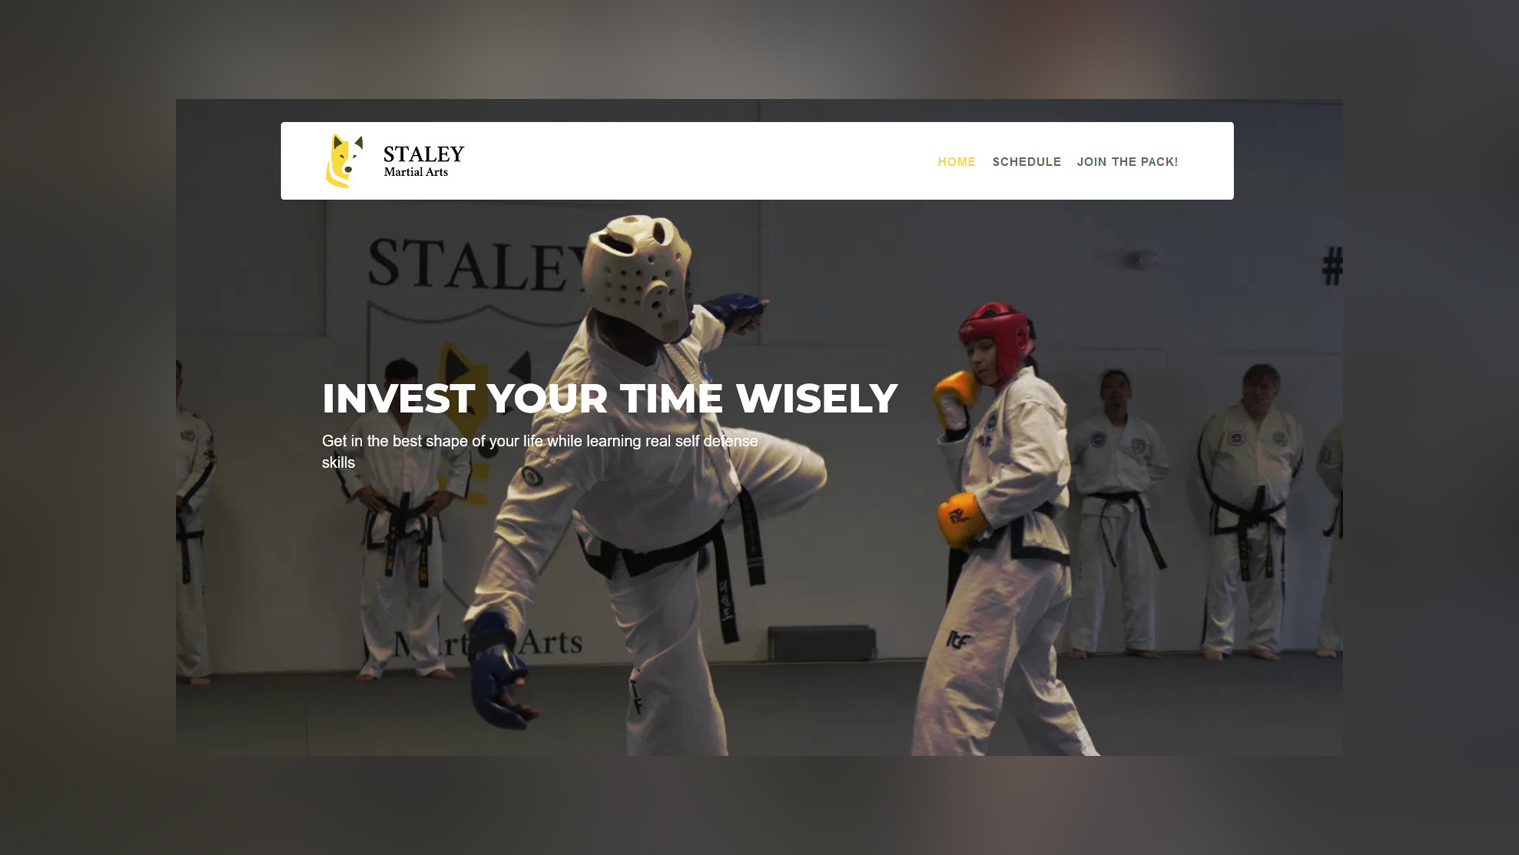 STALEY
Martial Arts
HOME SCHEDULE JOIN THE PACK!
STALEY
#
INVEST YOUR TIME WISELY
Get in the best shape of your life while learning real self defense
skills
ITF
Martial Arts